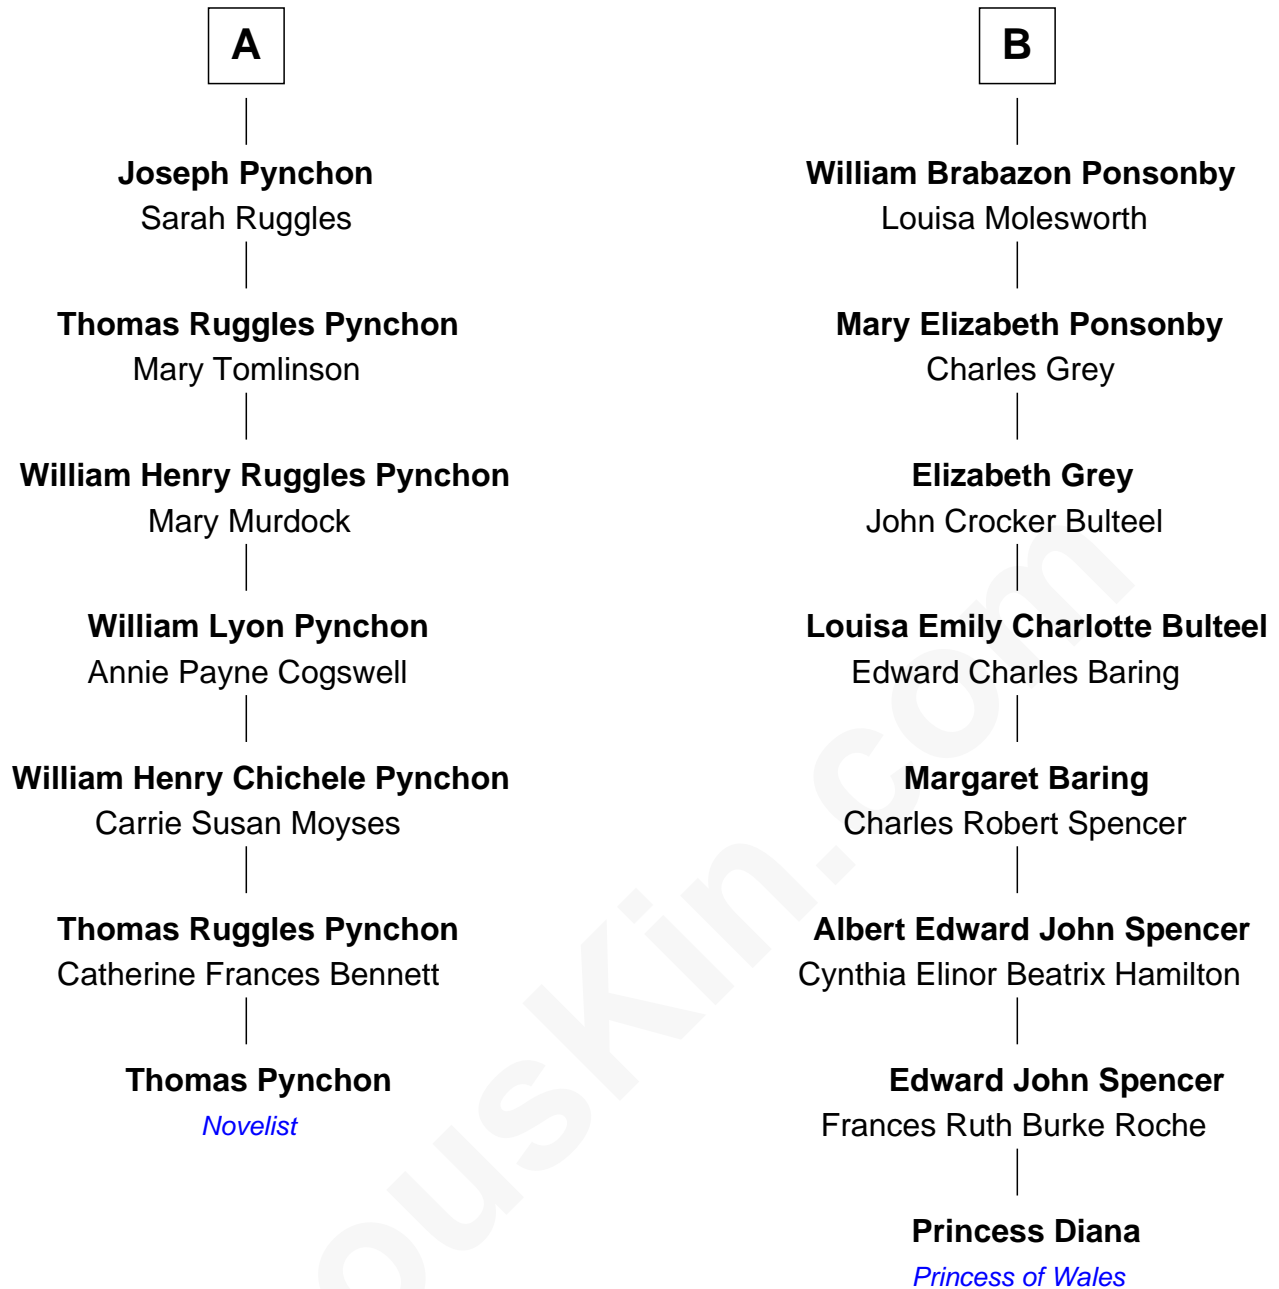 A
Joseph Pynchon
Sarah Ruggles
Thomas Ruggles Pynchon
Mary Tomlinson
William Henry Ruggles Pynchon
Mary Murdock
William Lyon Pynchon
Annie Payne Cogswell
William Henry Chichele Pynchon
Carrie Susan Moyses
Thomas Ruggles Pynchon
Catherine Frances Bennett
Thomas Pynchon
Novelist
B
William Brabazon Ponsonby
Louisa Molesworth
Mary Elizabeth Ponsonby
Charles Grey
Elizabeth Grey
John Crocker Bulteel
Louisa Emily Charlotte Bulteel
Edward Charles Baring
Margaret Baring
Charles Robert Spencer
Albert Edward John Spencer
Cynthia Elinor Beatrix Hamilton
Edward John Spencer
Frances Ruth Burke Roche
Princess Diana
Princess of Wales
ousKin.com